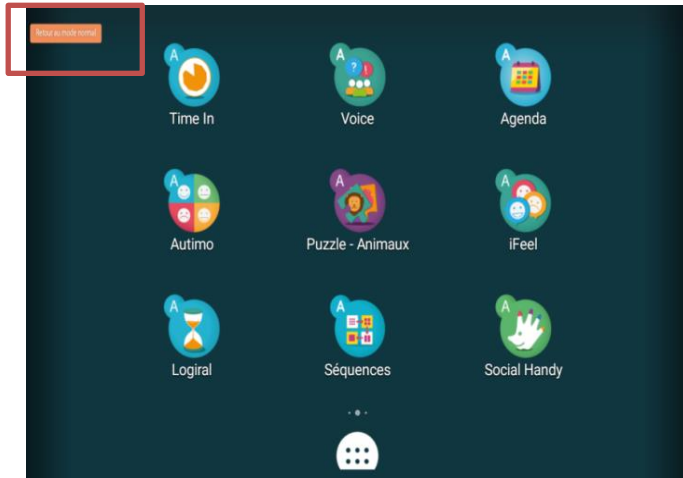 Retour au mode normal
Time In
Voice
Agenda
Autimo
Puzzle - Animaux
iFeel
Logiral
Séquences
Social Handy